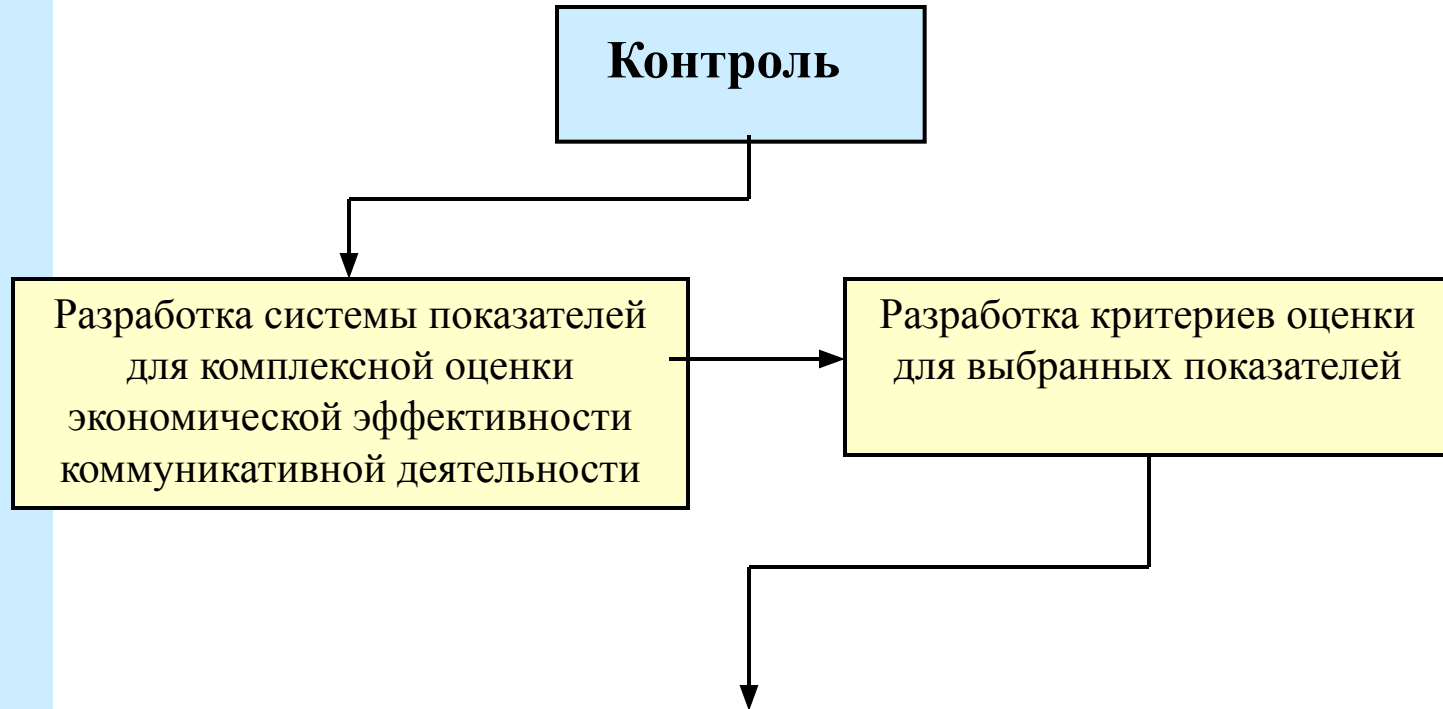 Контроль
Разработка системы показателей
для комплексной оценки
экономической эффективности
коммуникативной деятельности
Разработка критериев оценки
для выбранных показателей